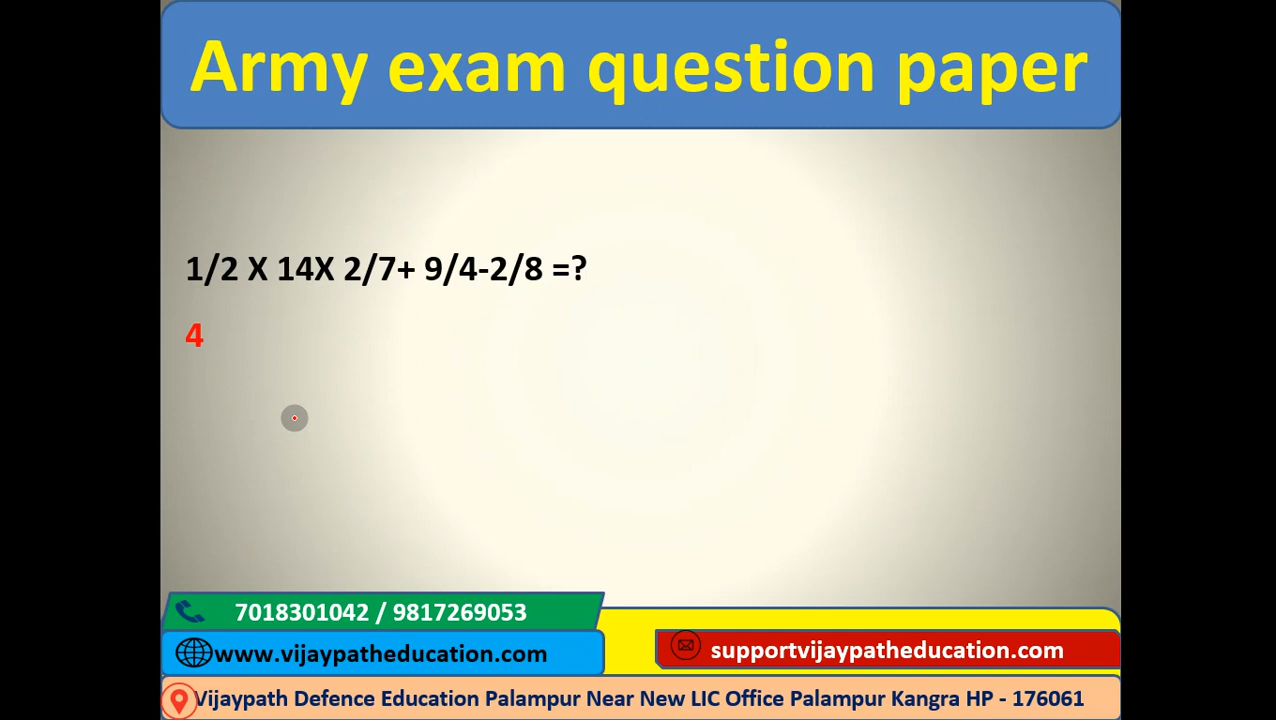 Army exam question paper
1/2 X 14X 2/7+ 9/4-2/8 =?
4
7018301042 / 9817269053
www.vijaypatheducation.com
supportvijaypatheducation.com
Vijaypath Defence Education Palampur Near New LIC Office Palampur Kangra HP - 176061